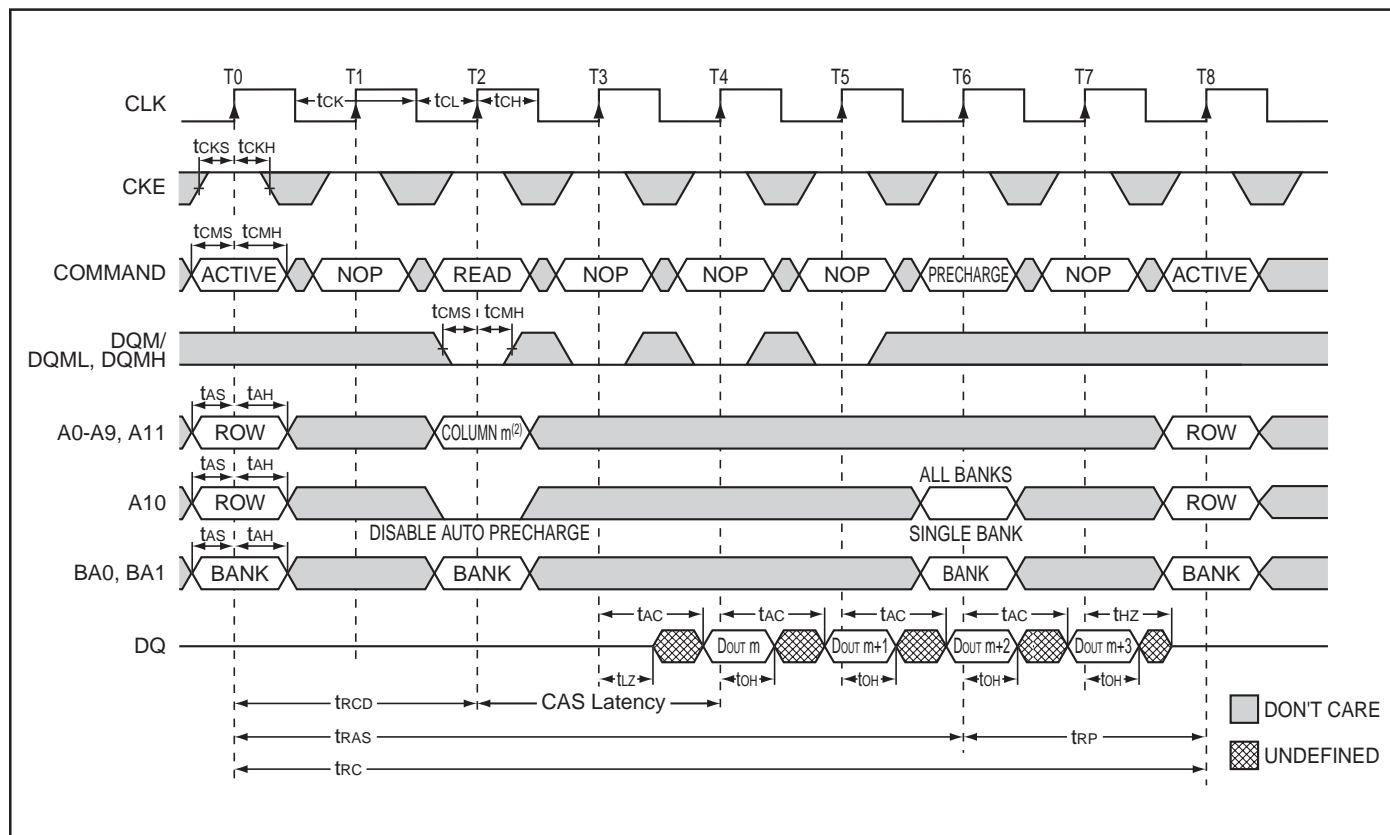 T0 T1 T2 T3 T4 T5 T6 T7 T8
CLK
tCK tCL tCH
tCKS tCKH
CKE
tCMS tCMH
COMMAND ACTIVE NOP READ NOP NOP NOP PRECHARGE NOP ACTIVE
tCMS tCMH
DQM/
DQML, DQMH
tAS tAH
A0-A9, A11 ROW COLUMN m(2) ROW
tAS tAH ALL BANKS
A10 ROW ROW
DISABLE AUTO PRECHARGE SINGLE BANK
tAS tAH
BA0, BA1 BANK BANK BANK BANK
tAC tAC tAC tAC tHZ
DQ DOUT m DOUT m+1 DOUT m+2 DOUT m+3
tLZ tOH tOH tOH tOH
tRCD CAS Latency
DON'T CARE
tRAS tRP
UNDEFINED
tRC